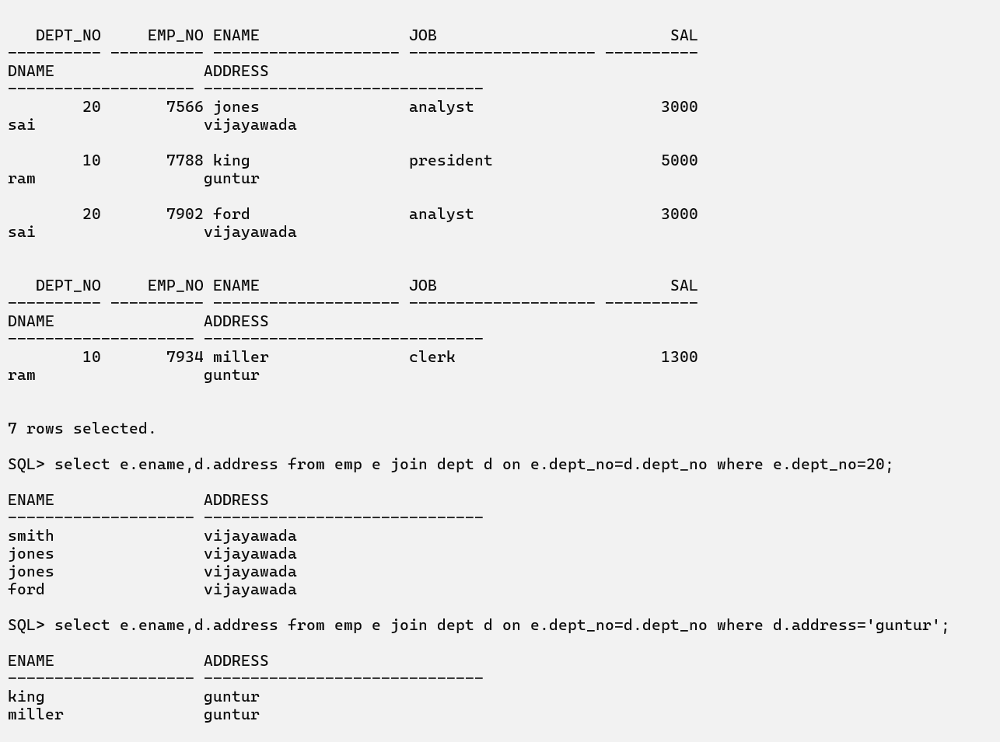 DEPT_NO     EMP_NO ENAME                JOB                         SAL
---------- ---------- -------------------- -------------------- ----------
DNAME                ADDRESS
-------------------- ------------------------------
        20       7566 jones                analyst                    3000
sai                  vijayawada
        10       7788 king                 president                  5000
ram                  guntur
        20       7902 ford                 analyst                    3000
sai                  vijayawada
   DEPT_NO     EMP_NO ENAME                JOB                         SAL
---------- ---------- -------------------- -------------------- ----------
DNAME                ADDRESS
-------------------- ------------------------------
        10       7934 miller               clerk                      1300
ram                  guntur
7 rows selected.
SQL> select e.ename,d.address from emp e join dept d on e.dept_no=d.dept_no where e.dept_no=20;
ENAME                ADDRESS
-------------------- ------------------------------
smith                vijayawada
jones                vijayawada
jones                vijayawada
ford                 vijayawada
SQL> select e.ename,d.address from emp e join dept d on e.dept_no=d.dept_no where d.address='guntur';
ENAME                ADDRESS
-------------------- ------------------------------
king                 guntur
miller               guntur